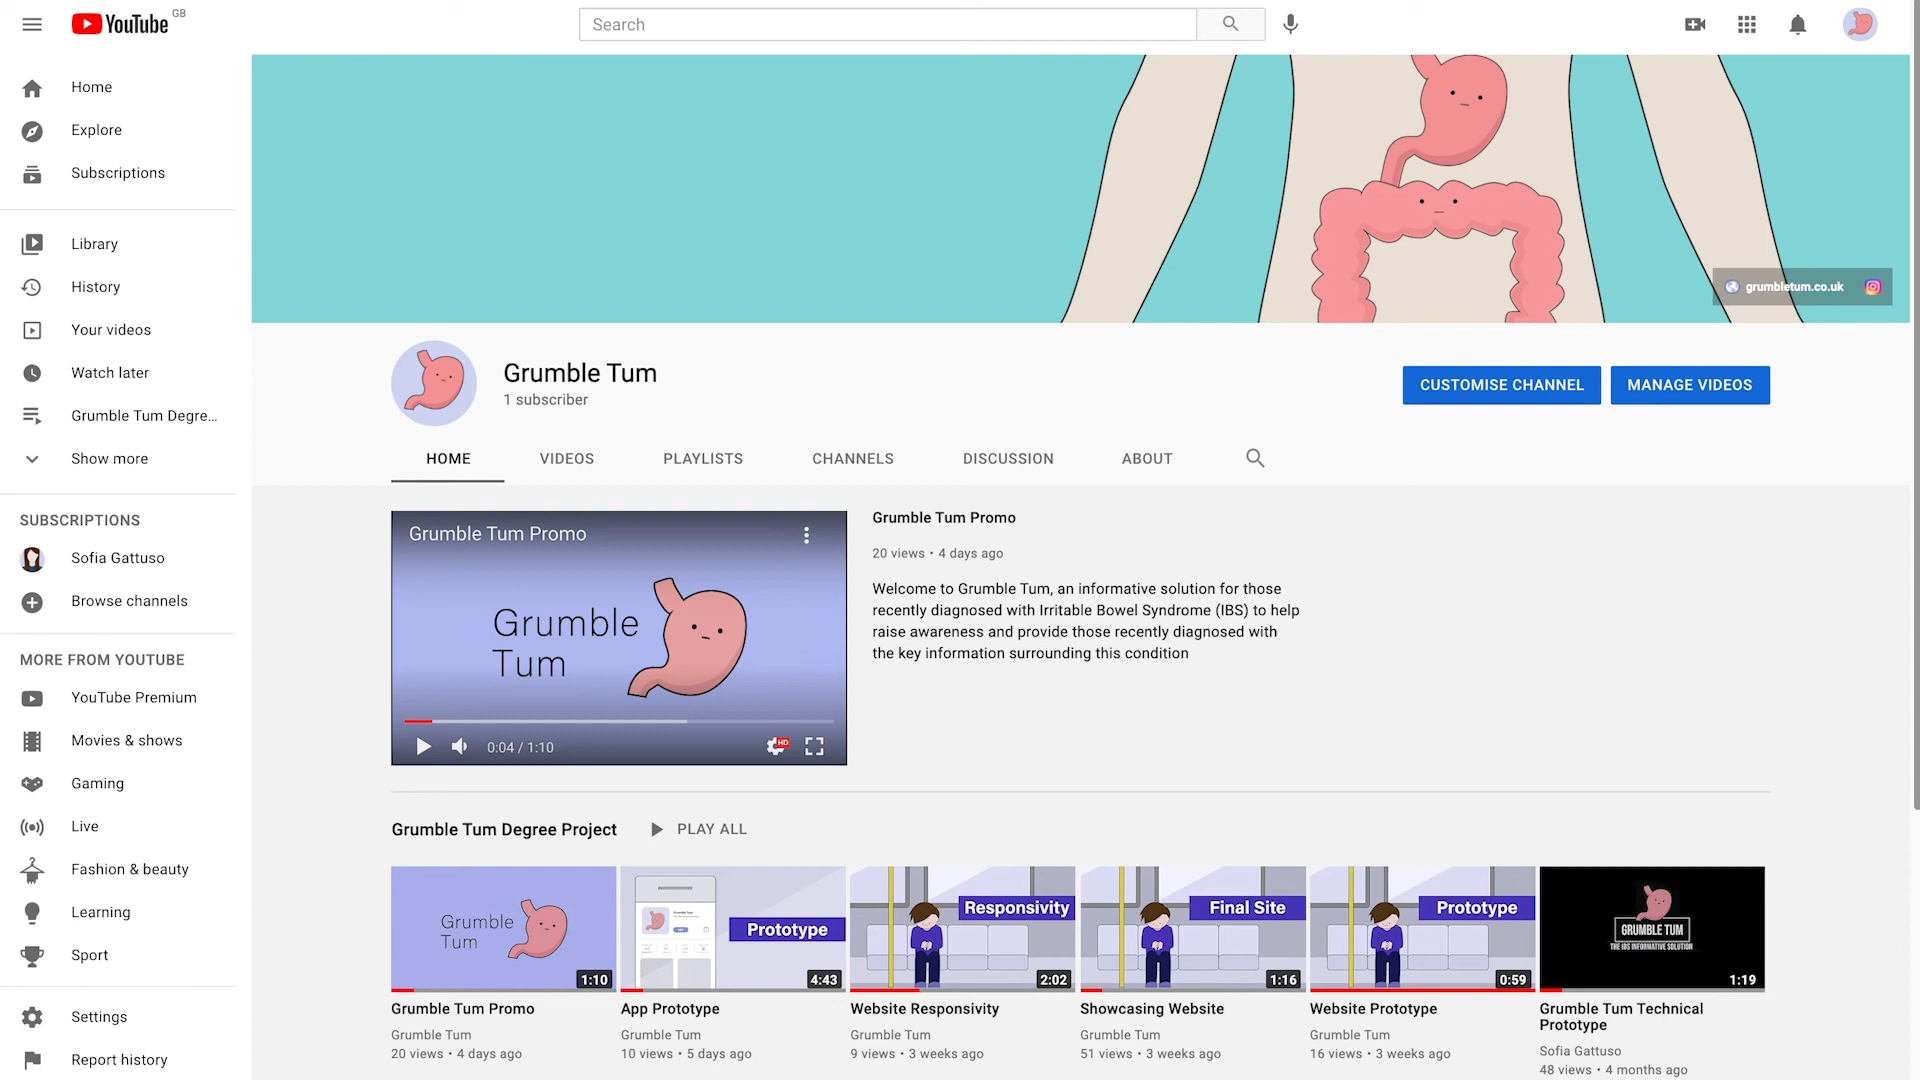 YouTube GB
Search
Home
Explore
Subscriptions
Library
History
Your videos
Watch later
Grumble Tum Degre...
Show more
SUBSCRIPTIONS
Sofia Gattuso
Browse channels
MORE FROM YOUTUBE
YouTube Premium
Movies & shows
Gaming
Live
Fashion & beauty
Learning
Sport
Settings
Report history
grumbletum.co.uk
Grumble Tum
1 subscriber
CUSTOMISE CHANNEL
MANAGE VIDEOS
HOME
VIDEOS
PLAYLISTS
CHANNELS
DISCUSSION
ABOUT
Grumble Tum Promo
Grumble
Tum
0:04 / 1:10
HD
Grumble Tum Promo
20 views • 4 days ago
Welcome to Grumble Tum, an informative solution for those
recently diagnosed with Irritable Bowel Syndrome (IBS) to help
raise awareness and provide those recently diagnosed with
the key information surrounding this condition
Grumble Tum Degree Project
PLAY ALL
Grumble
Tum
1:10
Grumble Tum Promo
Grumble Tum
20 views • 4 days ago
Prototype
4:43
App Prototype
Grumble Tum
10 views • 5 days ago
Responsivity
2:02
Website Responsivity
Grumble Tum
9 views • 3 weeks ago
Final Site
1:16
Showcasing Website
Grumble Tum
51 views • 3 weeks ago
Prototype
0:59
Website Prototype
Grumble Tum
16 views • 3 weeks ago
GRUMBLE TUM
THE IBS INFORMATIVE SOLUTION
1:19
Grumble Tum Technical
Prototype
Sofia Gattuso
48 views • 4 months ago